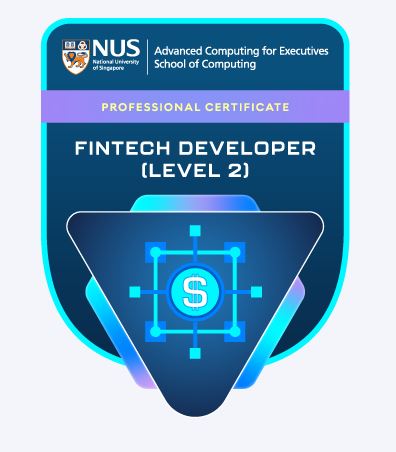 NUS
National University
of Singapore
Advanced Computing for Executives
School of Computing
PROFESSIONAL CERTIFICATE
FINTECH DEVELOPER
(LEVEL 2)
$